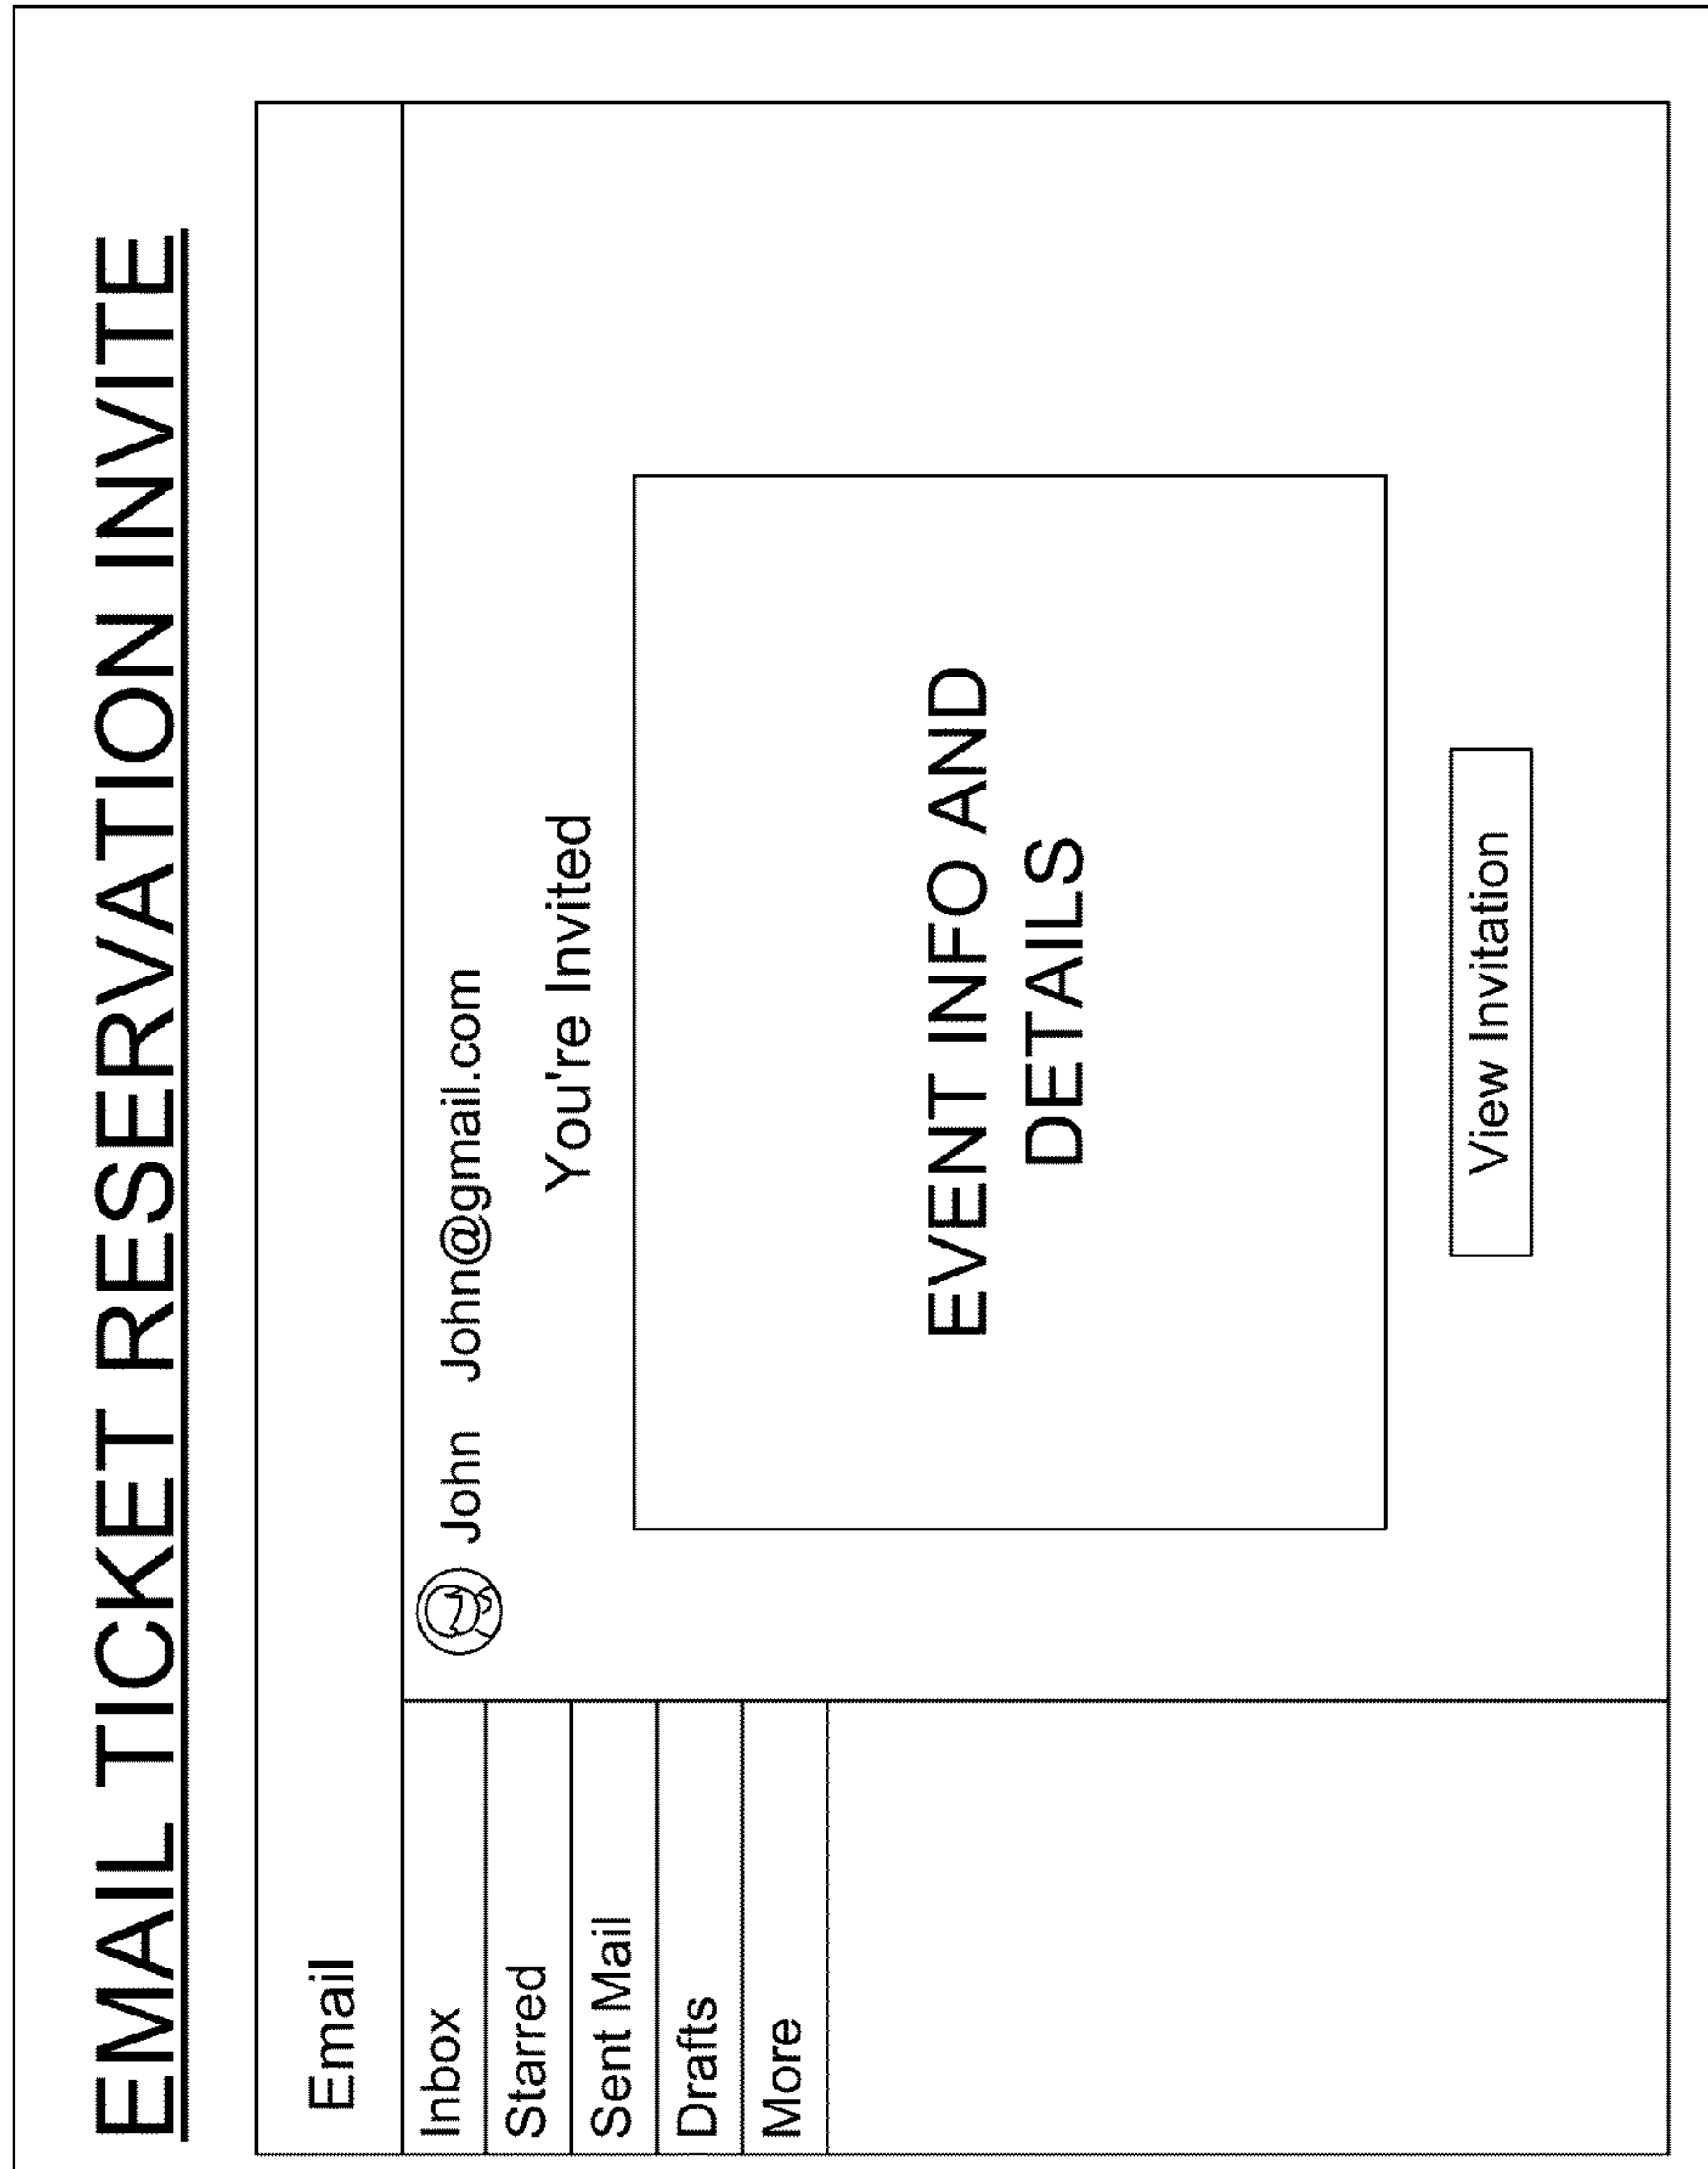 EMAIL TICKET RESERVATION INVITE
Email
Inbox
Starred
Sent Mail
Drafts
More
John John@gmail.com
You're Invited
EVENT INFO AND
DETAILS
View Invitation